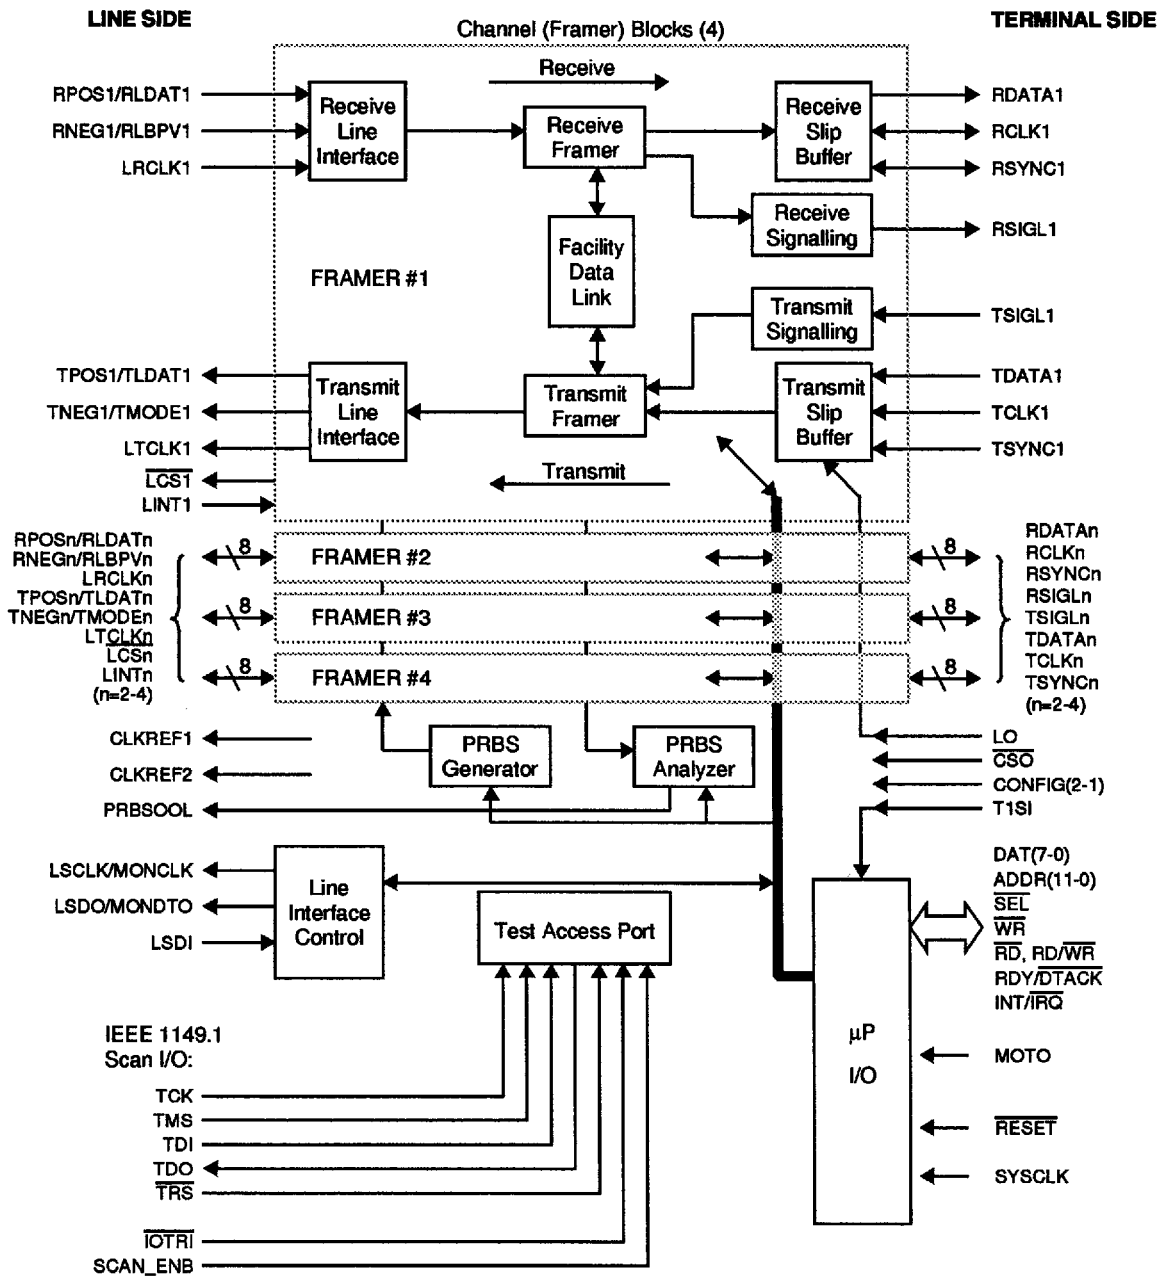 LINE SIDE
TERMINAL SIDE
Channel (Framer) Blocks (4)
Receive
RPOS1/RLDAT1
RNEG1/RLBPV1
LRCLK1
Receive
Line
Interface
Receive
Framer
Receive
Slip
Buffer
RDATA1
RCLK1
RSYNC1
Receive
Signalling
RSIGL1
Facility
Data
Link
FRAMER #1
Transmit
Signalling
TSIGL1
TPOS1/TLDAT1
TNEG1/TMODE1
LTCLK1
Transmit
Line
Interface
Transmit
Framer
Transmit
Slip
Buffer
TDATA1
TCLK1
TSYNC1
LCS1
LINT1
Transmit
RPOSn/RLDATn
RNEGn/RLBPVn
LRCLKn
TPOSn/TLDATn
TNEGn/TMODEn
LTCLKn
LCSn
LINTn
(n=2-4)
8
FRAMER #2
8
8
FRAMER #3
8
8
FRAMER #4
8
RDATAn
RCLKn
RSYNCn
RSIGLn
TSIGLn
TDATAn
TCLKn
TSYNCn
(n=2-4)
CLKREF1
CLKREF2
PRBSOOL
PRBS
Generator
PRBS
Analyzer
LO
CSO
CONFIG(2-1)
T1SI
LSCLK/MONCLK
LSDO/MONDTO
LSDI
Line
Interface
Control
Test Access Port
DAT(7-0)
ADDR(11-0)
SEL
WR
RD, RD/WR
RDY/DTACK
INT/IRQ
µP
I/O
MOTO
RESET
SYSCLK
IEEE 1149.1
Scan I/O:
TCK
TMS
TDI
TDO
TRS
IOTRI
SCAN_ENB